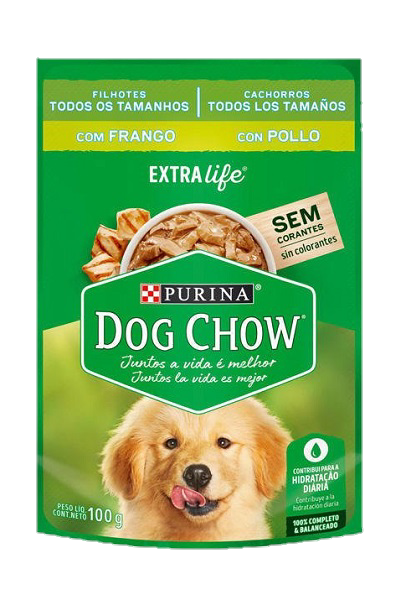 FILHOTES
TODOS OS TAMANHOS
CACHORROS
TODOS LOS TAMAÑOS
COM FRANGO
CON POLLO
EXTRA life®
SEM
CORANTES
sin colorantes
PURINA®
DOG CHOW®
Juntos a vida é melhor
Juntos la vida es mejor
CONTRIBUI PARA A
HIDRATAÇÃO
DIÁRIA
Contribuye a la
hidratación diaria
100% COMPLETO
& BALANCEADO
PESO LIQ.
CONT. NETO
100 g